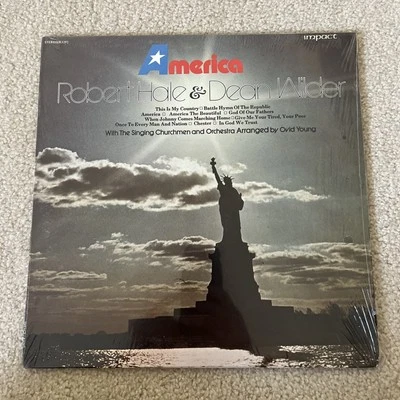 impact
America
Robert Hale & Dean Wilder
This Is My Country □ Battle Hymn Of The Republic
America □ America The Beautiful □ God Of Our Fathers
When Johnny Comes Marching Home □ Give Me Your Tired, Your Poor
Once To Every Man And Nation □ Chester □ In God We Trust
With The Singing Churchmen and Orchestra Arranged by Ovid Young